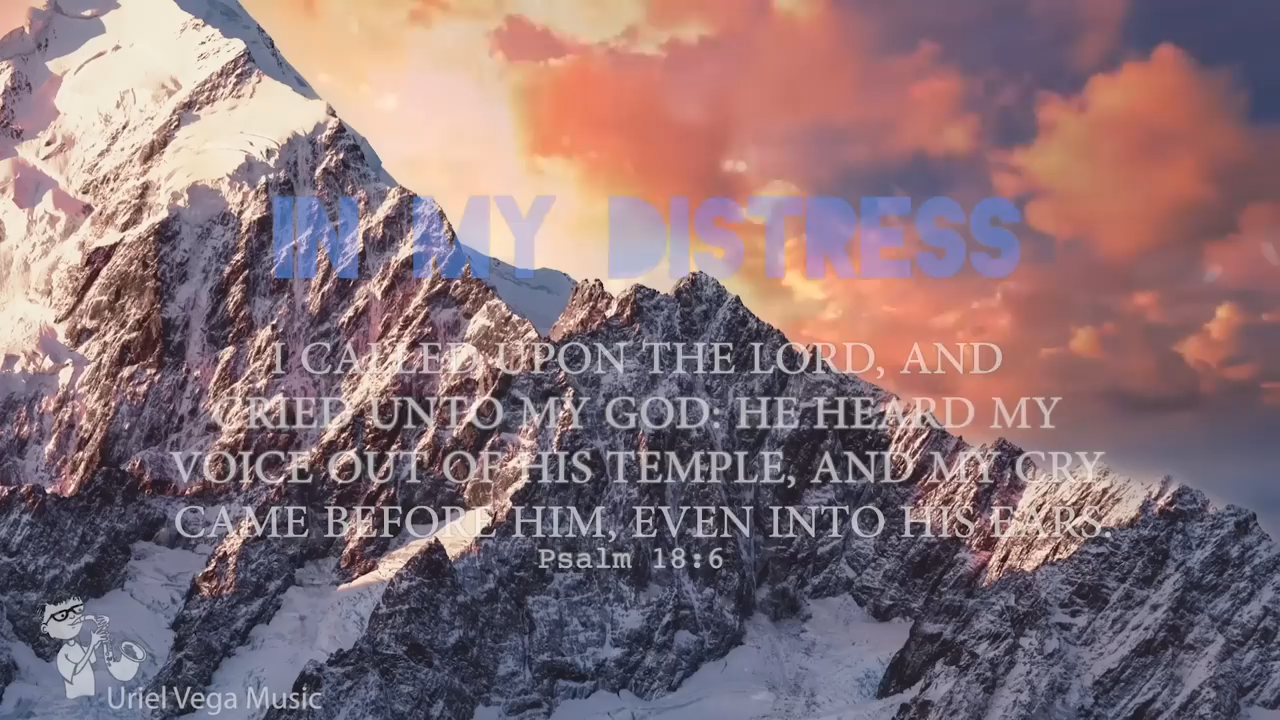 IN MY DISTRESS
I CALLED UPON THE LORD, AND
CRIED UNTO MY GOD: HE HEARD MY
VOICE OUT OF HIS TEMPLE, AND MY CRY
CAME BEFORE HIM, EVEN INTO HIS EARS.
Psalm 18:6
Uriel Vega Music